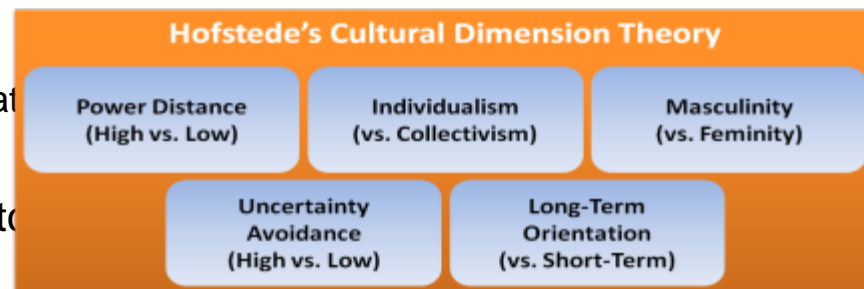 Hofstede's Cultural Dimension Theory
Power Distance
(High vs. Low)
Individualism
(vs. Collectivism)
Masculinity
(vs. Feminity)
Uncertainty
Avoidance
(High vs. Low)
Long-Term
Orientation
(vs. Short-Term)